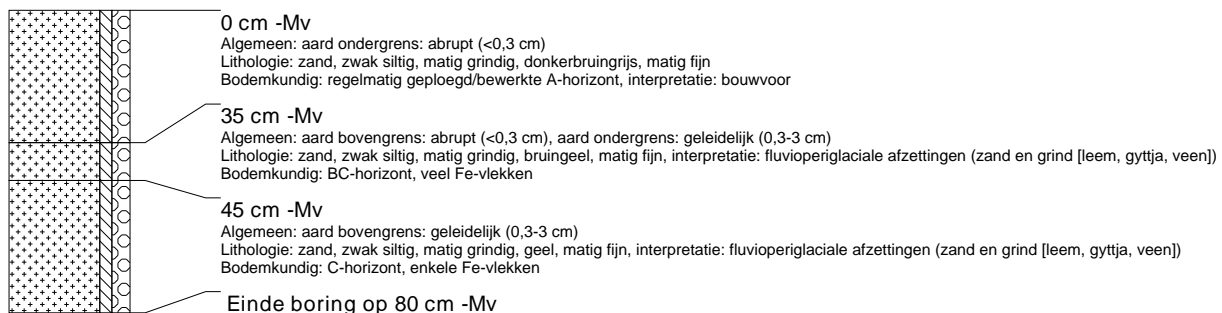 0 cm -Mv
Algemeen: aard ondergrens: abrupt (<0,3 cm)
Lithologie: zand, zwak siltig, matig grindig, donkerbruingrijs, matig fijn
Bodemkundig: regelmatig geploegd/bewerkte A-horizont, interpretatie: bouwvoor
35 cm -Mv
Algemeen: aard bovengrens: abrupt (<0,3 cm), aard ondergrens: geleidelijk (0,3-3 cm)
Lithologie: zand, zwak siltig, matig grindig, bruingeel, matig fijn, interpretatie: fluvioperiglaciale afzettingen (zand en grind [leem, gyttja, veen])
Bodemkundig: BC-horizont, veel Fe-vlekken
45 cm -Mv
Algemeen: aard bovengrens: geleidelijk (0,3-3 cm)
Lithologie: zand, zwak siltig, matig grindig, geel, matig fijn, interpretatie: fluvioperiglaciale afzettingen (zand en grind [leem, gyttja, veen])
Bodemkundig: C-horizont, enkele Fe-vlekken
Einde boring op 80 cm -Mv